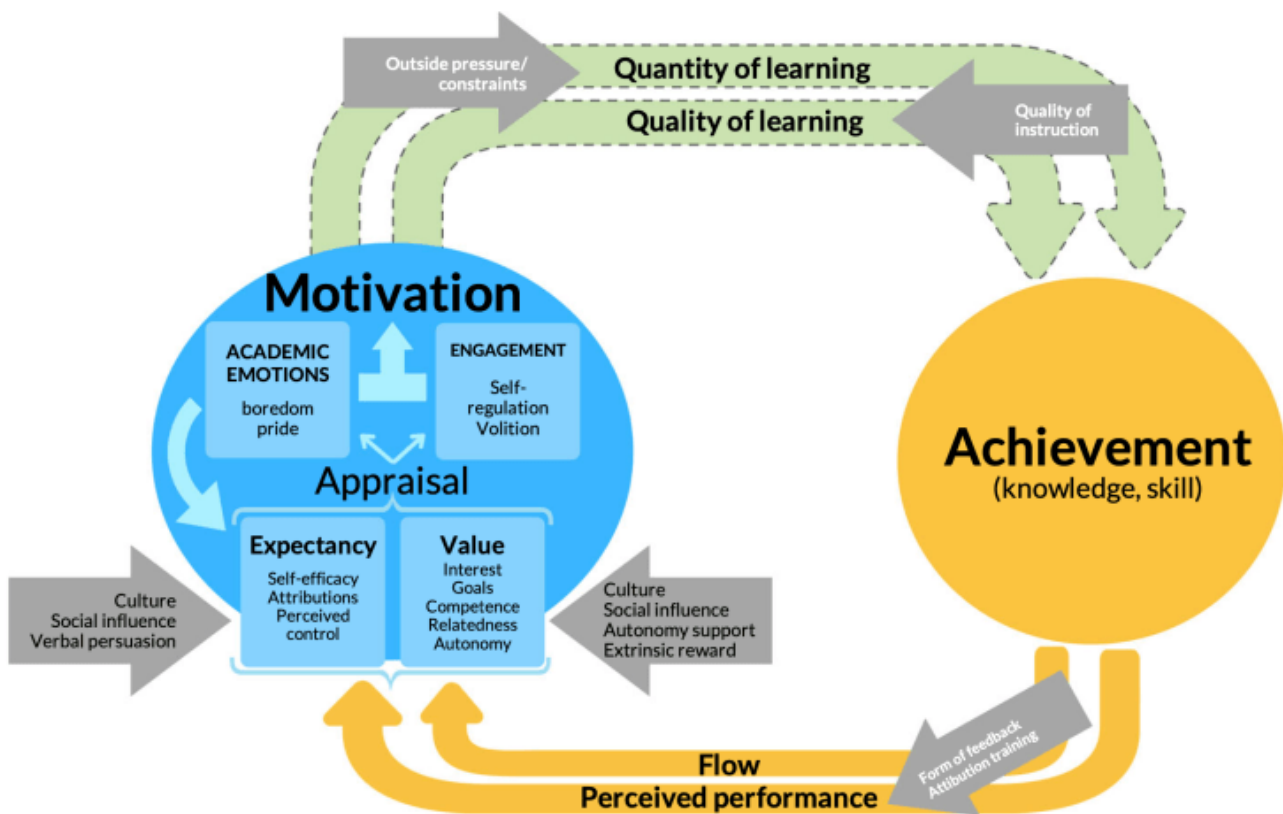 Outside pressure/
constraints
Quantity of learning
Quality of learning
Quality of
instruction
Motivation
ACADEMIC
EMOTIONS
boredom
pride
ENGAGEMENT
Self-
regulation
Volition
Appraisal
Expectancy
Self-efficacy
Attributions
Perceived
control
Value
Interest
Goals
Competence
Relatedness
Autonomy
Culture
Social influence
Verbal persuasion
Culture
Social influence
Autonomy support
Extrinsic reward
Achievement
(knowledge, skill)
Form of feedback
Attibution training
Flow
Perceived performance